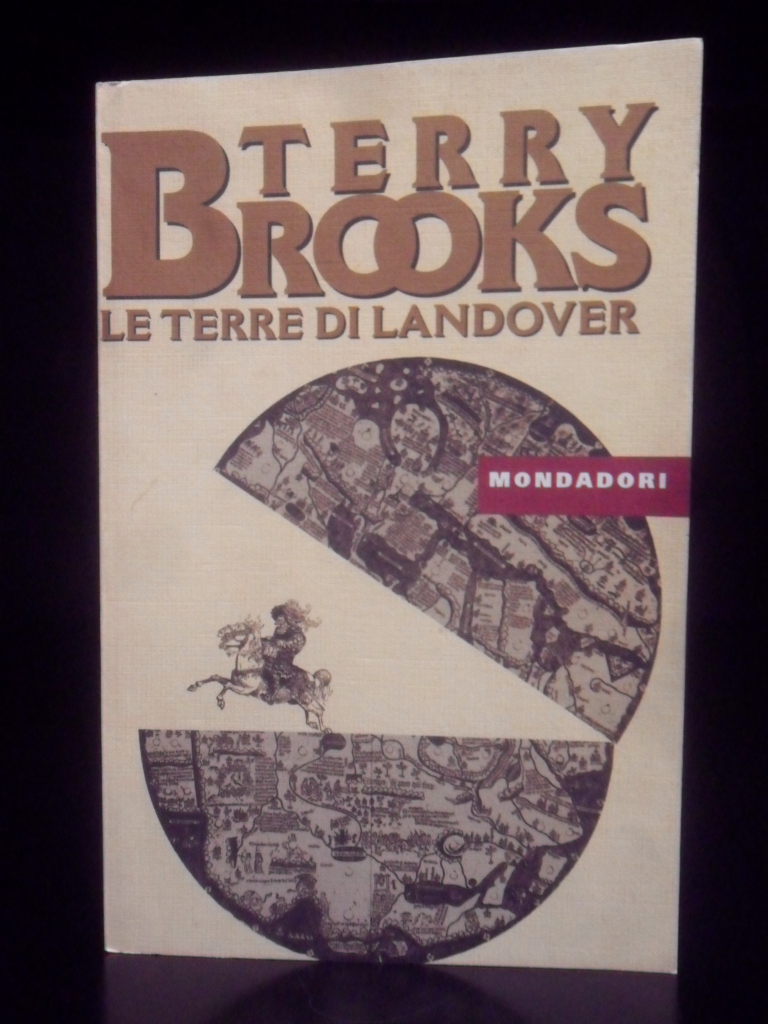 TERRY
BROOKS
LE TERRE DI LANDOVER
MONDADORI